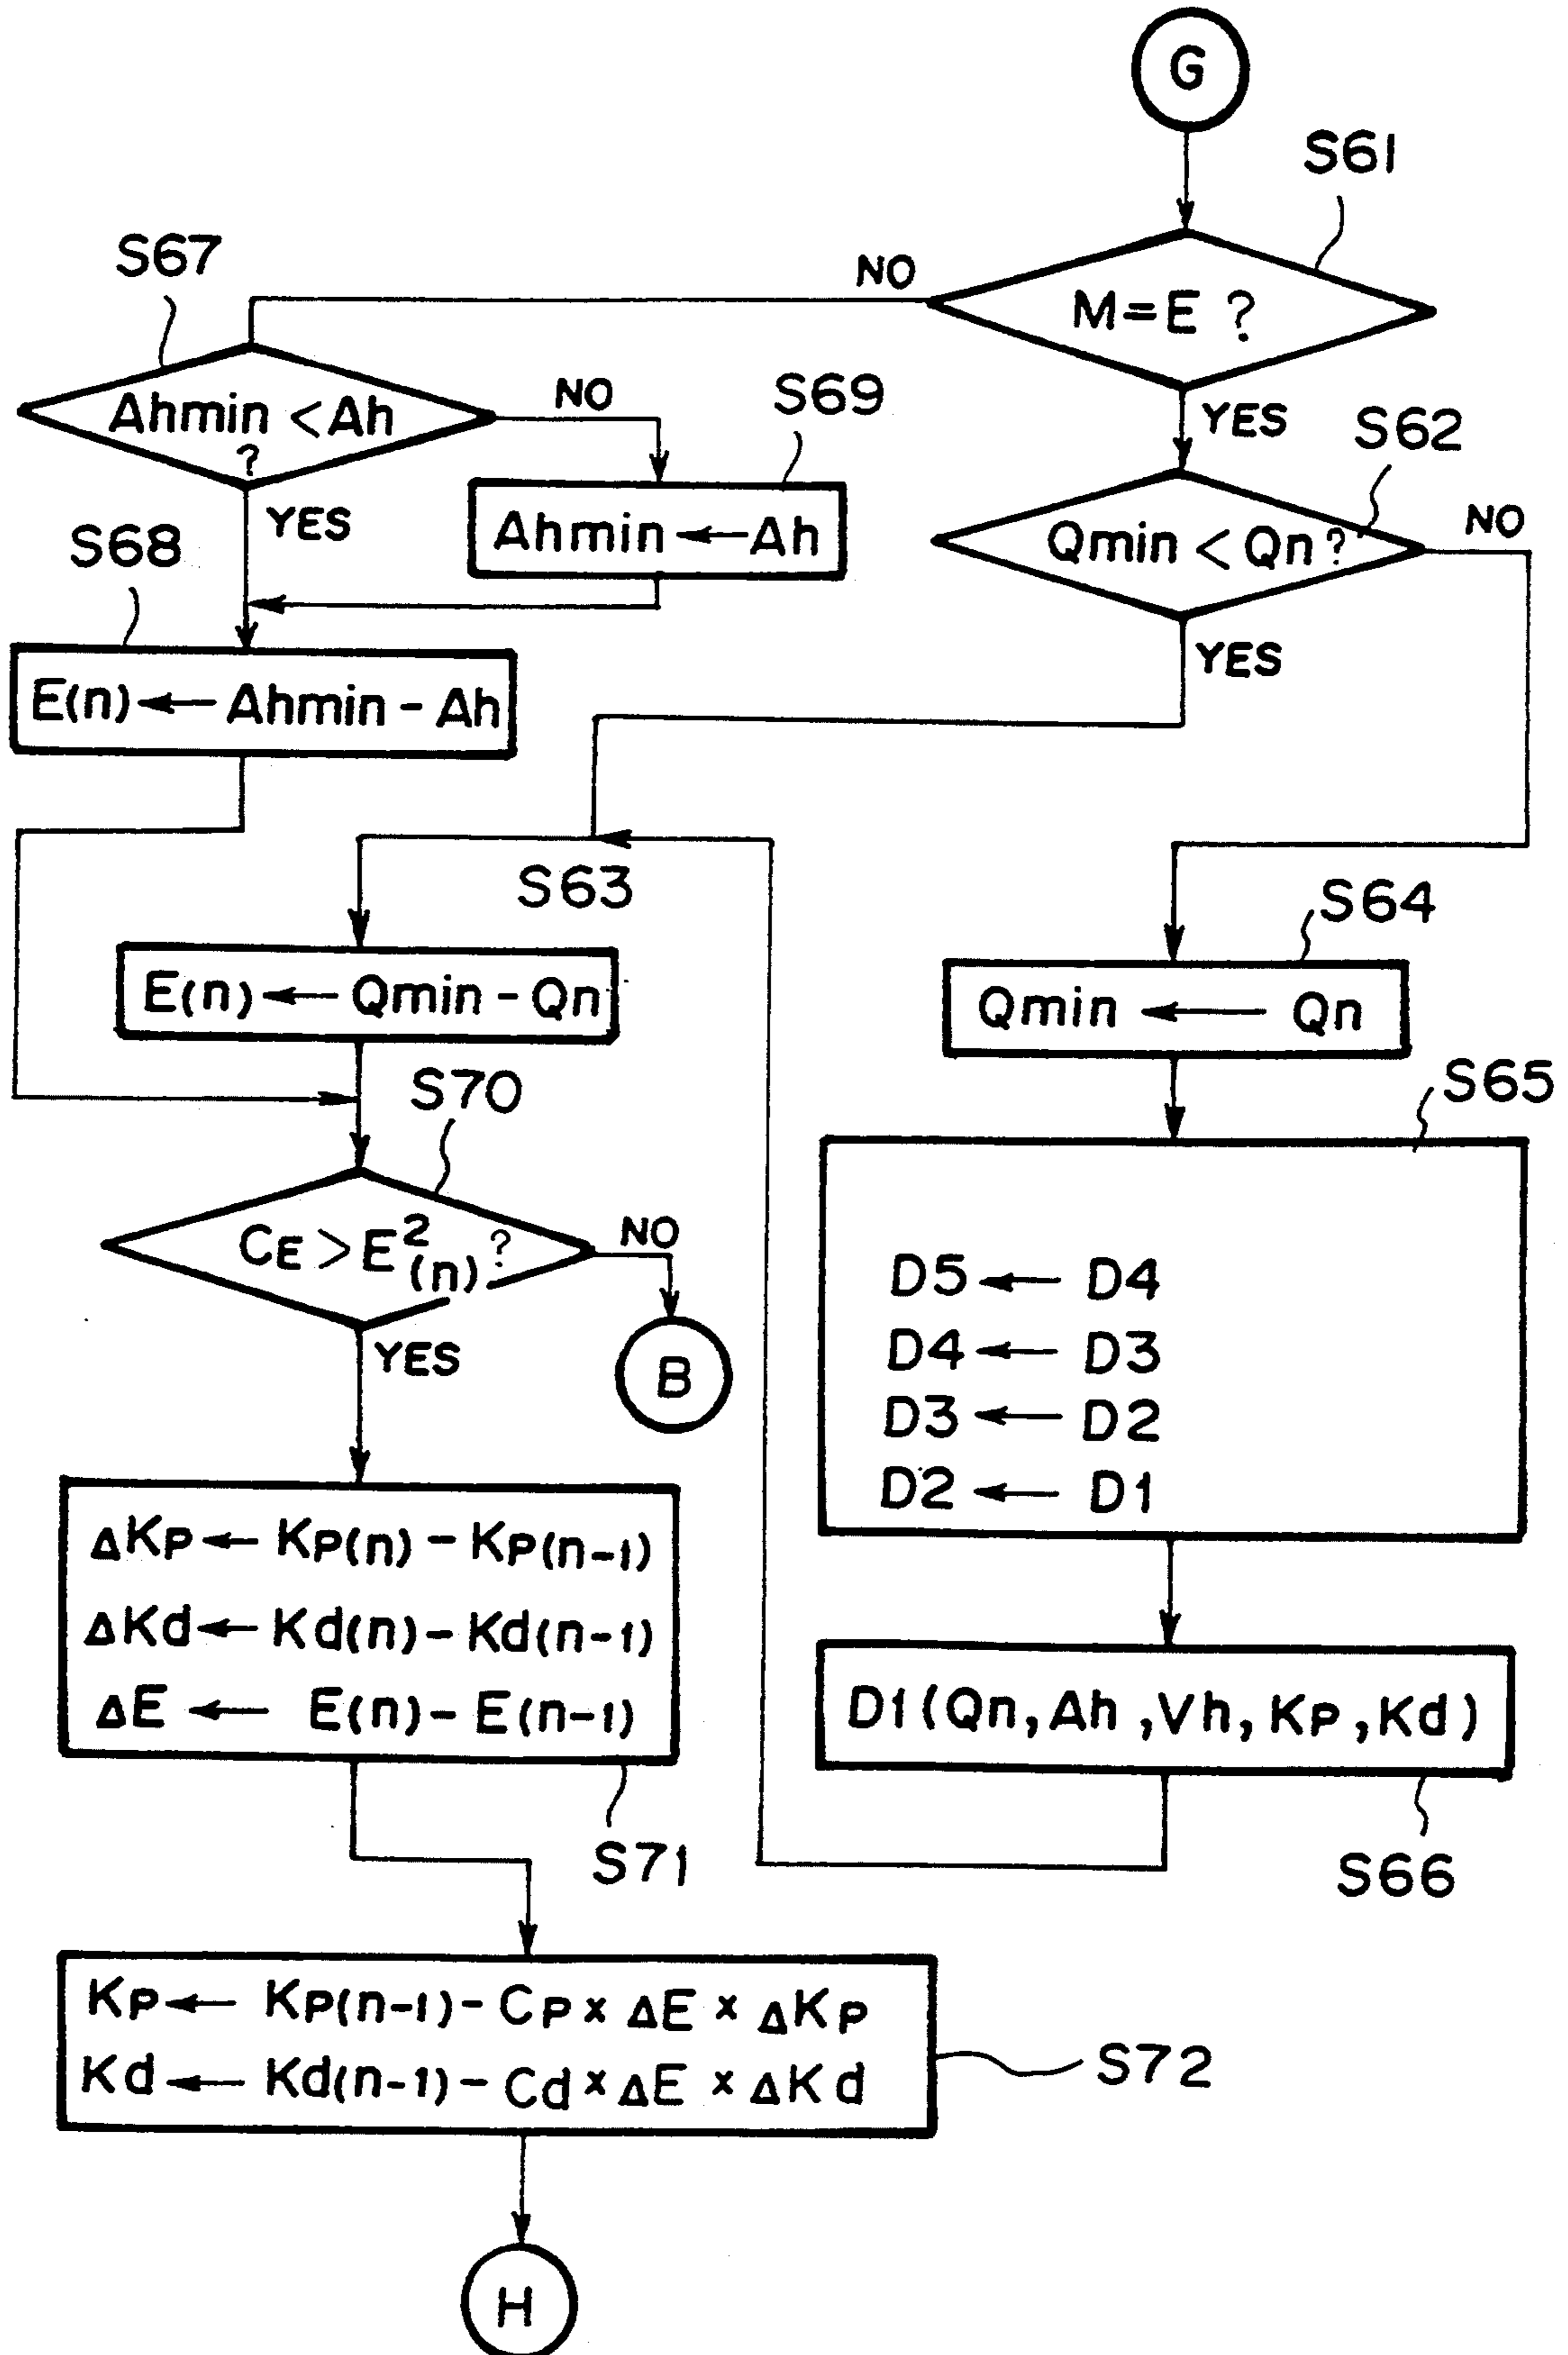 G
S61
M=E ?
NO
YES
S67
Ahmin < Ah
?
NO
YES
S69
Ahmin ← Ah
S62
Qmin < Qn ?
NO
YES
S68
E(n) ← Ahmin - Ah
S63
E(n) ← Qmin - Qn
S64
Qmin ← Qn
S65
D5 ← D4
D4 ← D3
D3 ← D2
D2 ← D1
S70
CE > E²(n) ?
NO
B
YES
ΔKP ← KP(n) - KP(n-1)
ΔKd ← Kd(n) - Kd(n-1)
ΔE ← E(n) - E(n-1)
S71
D1 (Qn, Ah, Vh, KP, Kd)
S66
KP ← KP(n-1) - CP × ΔE × ΔKP
Kd ← Kd(n-1) - Cd × ΔE × ΔKd
S72
H